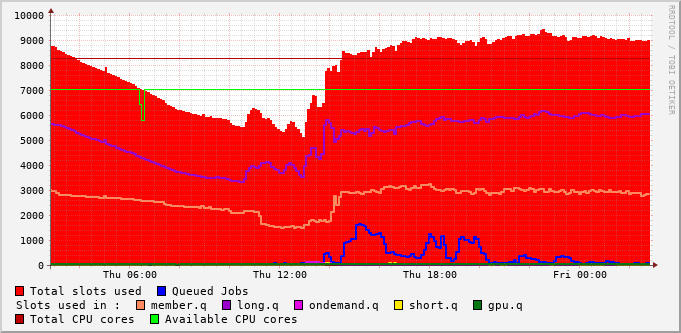 10000
9000
8000
7000
6000
5000
4000
3000
2000
1000
0
Thu 06:00 Thu 12:00 Thu 18:00 Fri 00:00
RRDTOOL / TOBI OETIKER
Total slots used Queued Jobs
Slots used in : member.q long.q ondemand.q short.q gpu.q
Total CPU cores Available CPU cores